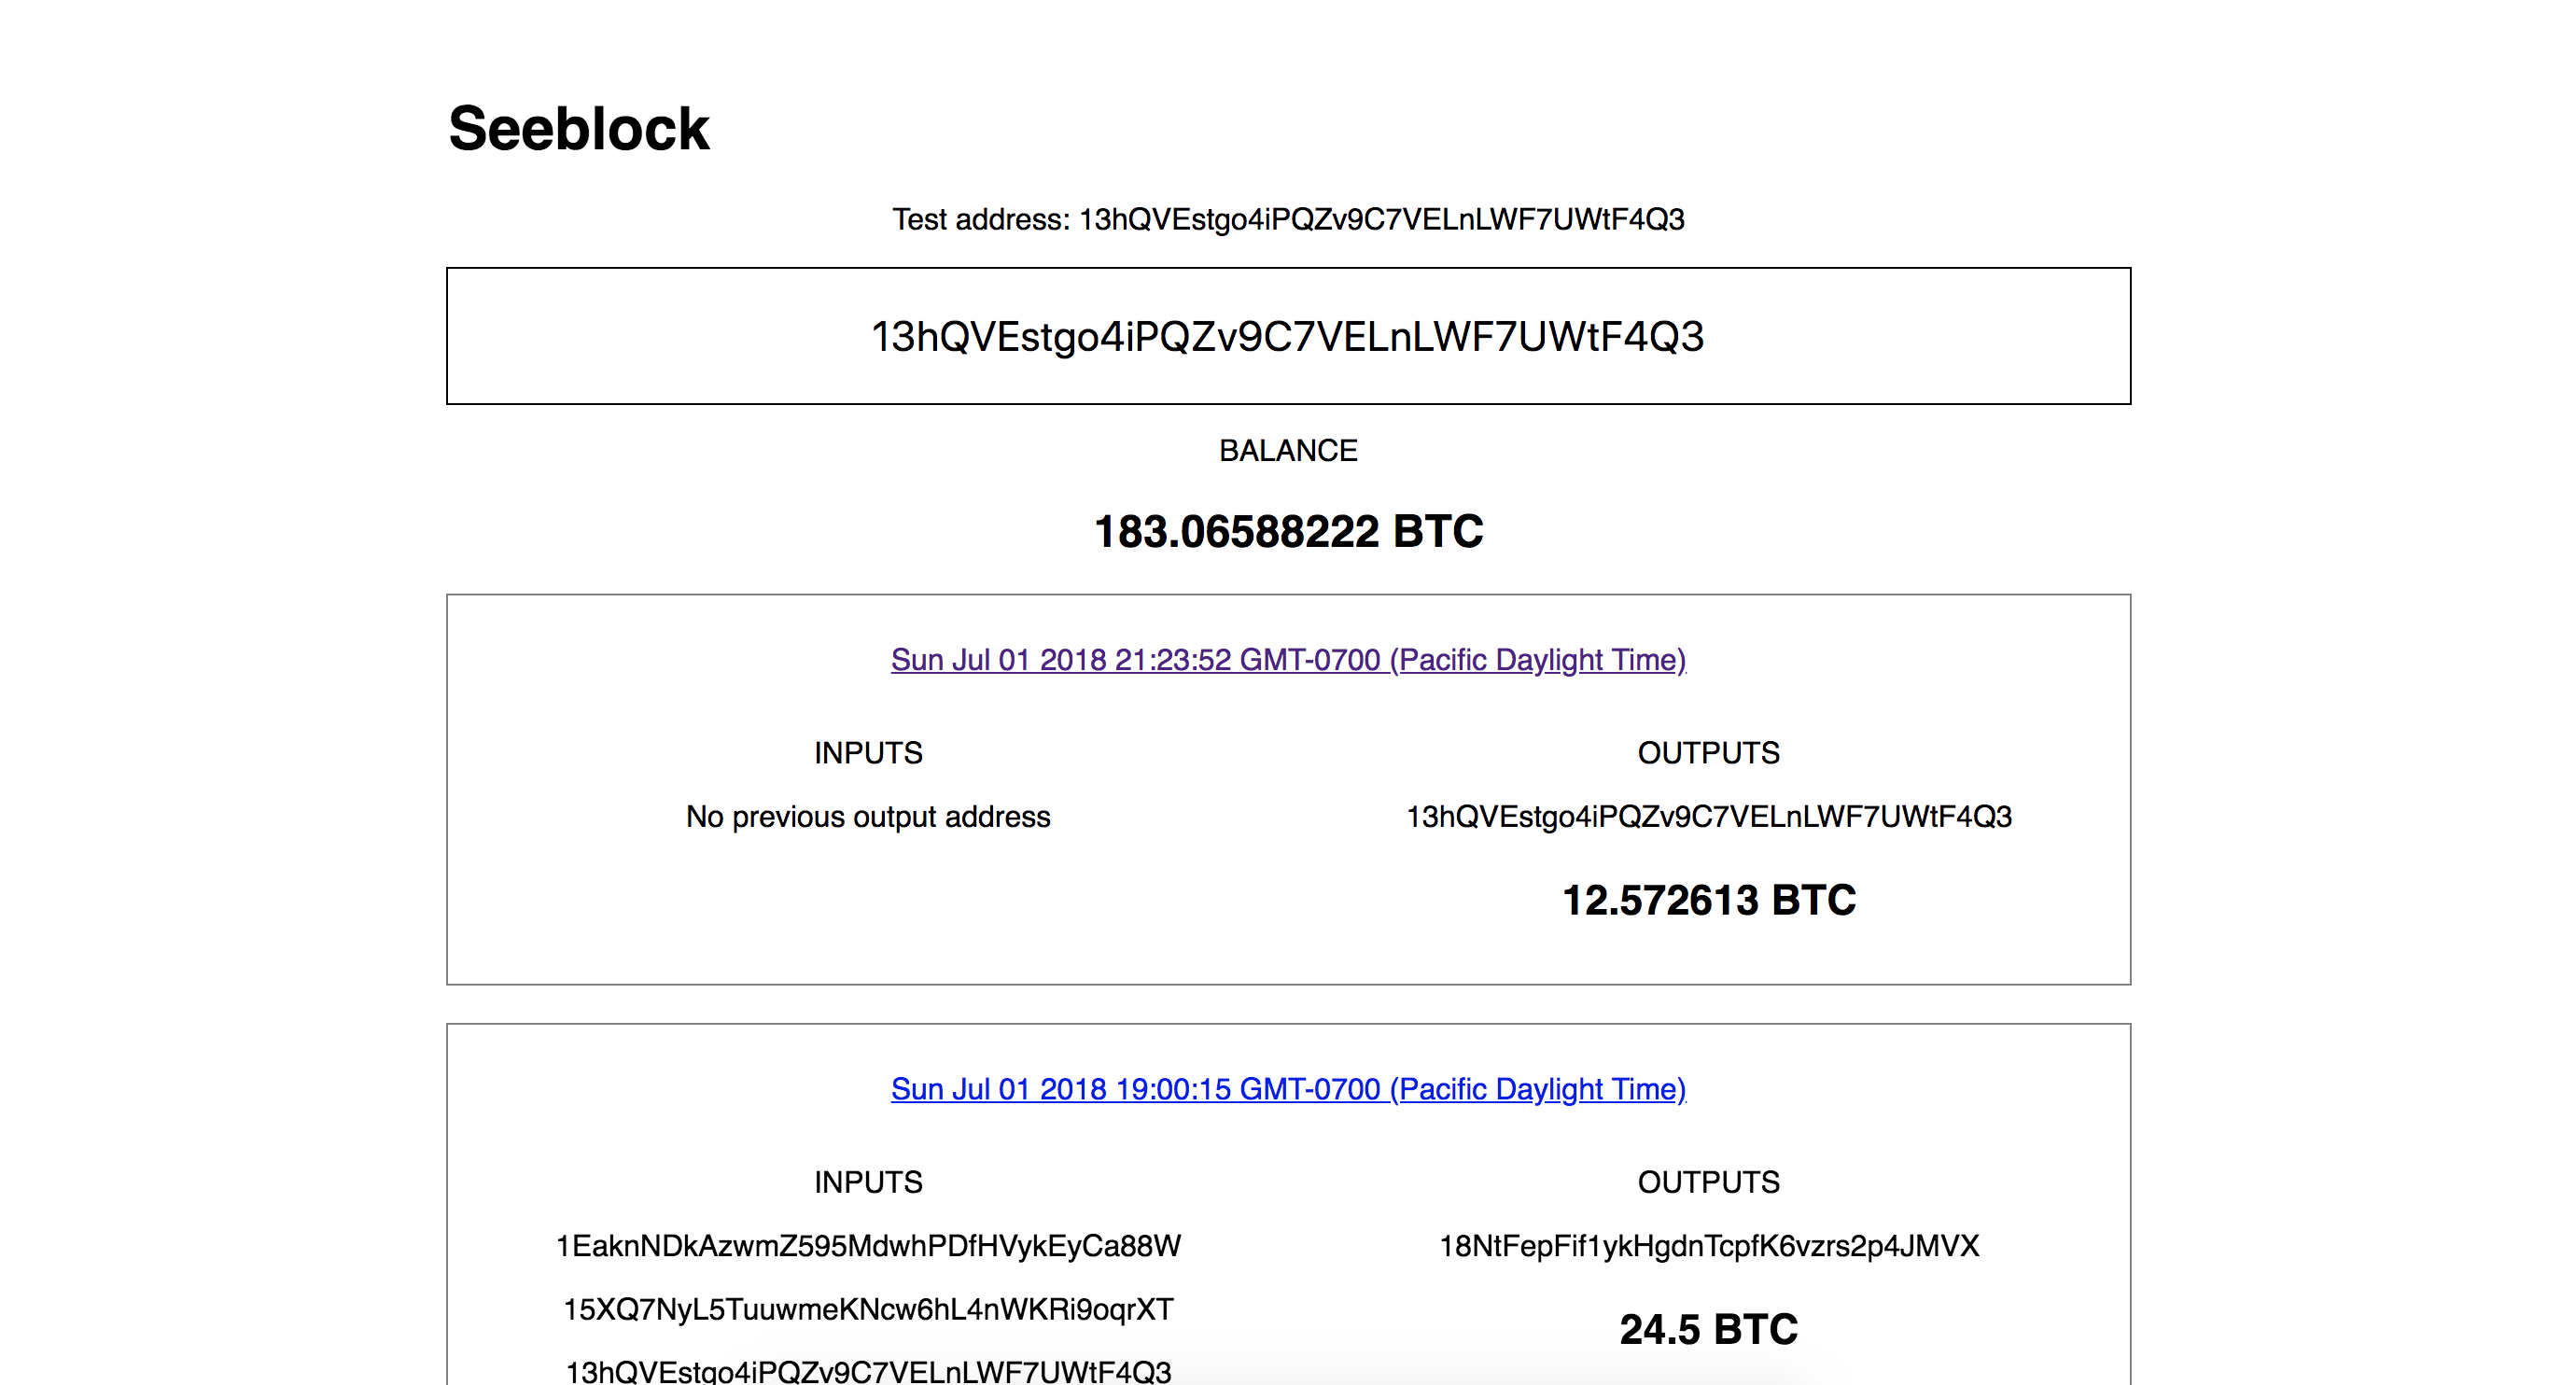 Seeblock
Test address: 13hQVEstgo4iPQZv9C7VELnLWF7UWtF4Q3
13hQVEstgo4iPQZv9C7VELnLWF7UWtF4Q3
BALANCE
183.06588222 BTC
Sun Jul 01 2018 21:23:52 GMT-0700 (Pacific Daylight Time)
INPUTS
No previous output address
OUTPUTS
13hQVEstgo4iPQZv9C7VELnLWF7UWtF4Q3
12.572613 BTC
Sun Jul 01 2018 19:00:15 GMT-0700 (Pacific Daylight Time)
INPUTS
1EaknNDkAzwmZ595MdwhPDfHVykEyCa88W
15XQ7NyL5TuuwmeKNcw6hL4nWKRi9oqrXT
13hQVEstgo4iPQZv9C7VELnLWF7UWtF4Q3
OUTPUTS
18NtFepFif1ykHgdnTcpfK6vzrs2p4JMVX
24.5 BTC